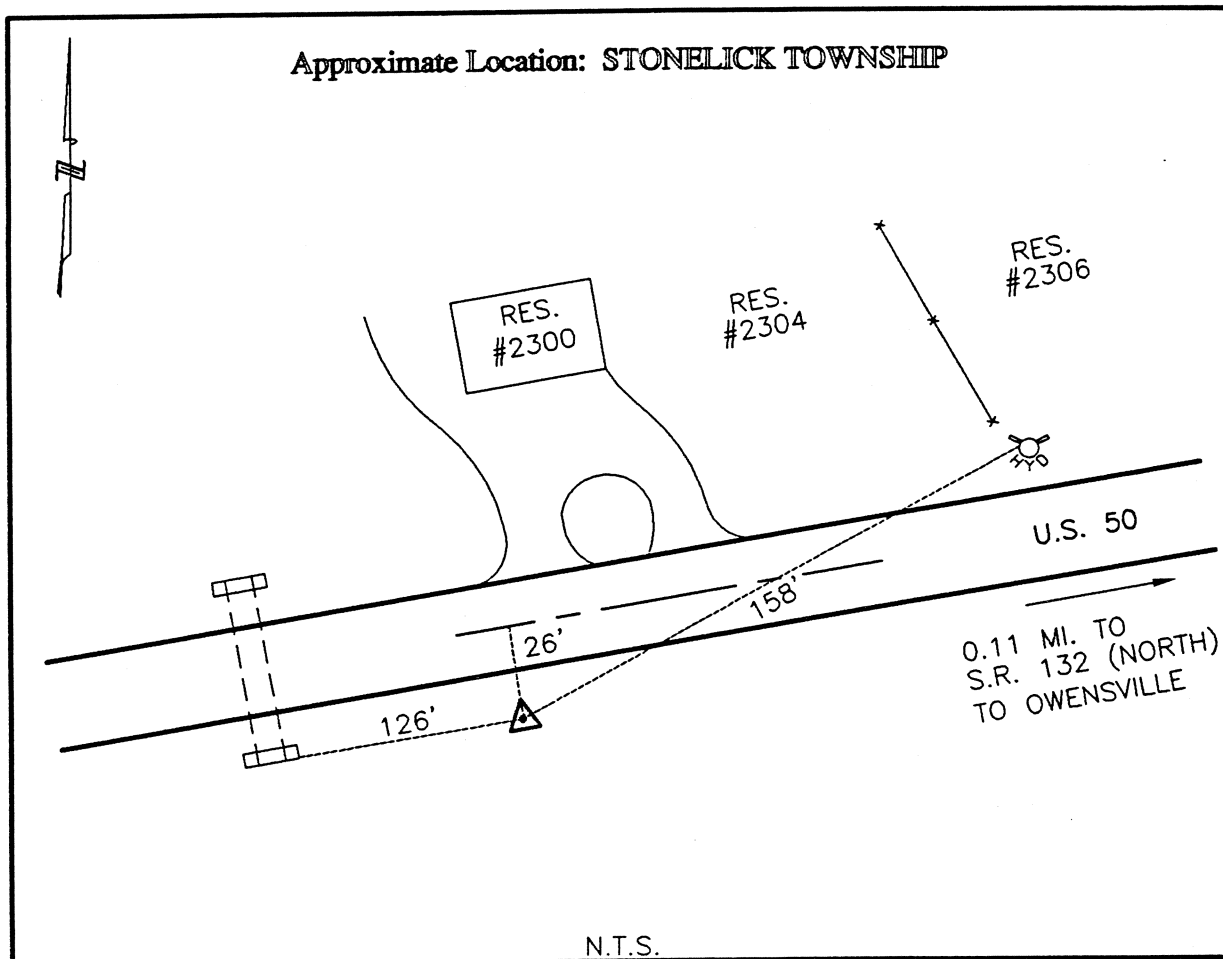 Approximate Location: STONELICK TOWNSHIP
N
RES.
#2306
RES.
#2304
RES.
#2300
HYD
U.S. 50
158'
26'
126'
0.11 MI. TO
S.R. 132 (NORTH)
TO OWENSVILLE
N.T.S.